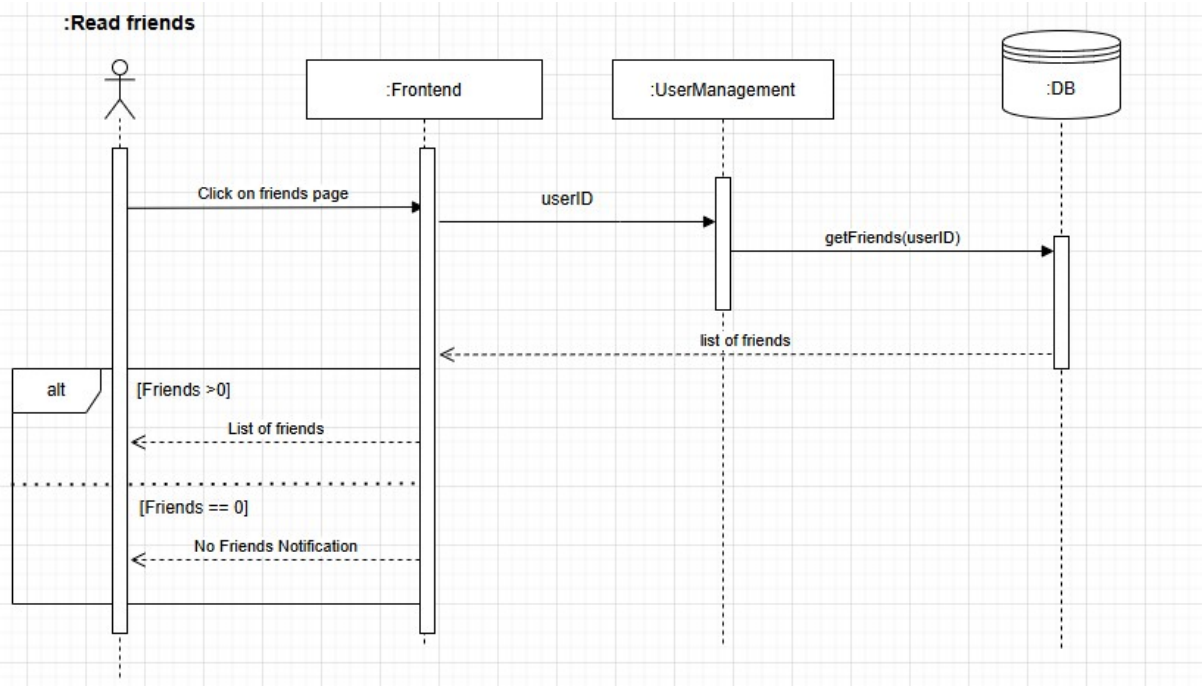 :Read friends
:Frontend
:UserManagement
:DB
Click on friends page
userID
getFriends(userID)
list of friends
alt
[Friends >0]
List of friends
[Friends == 0]
No Friends Notification